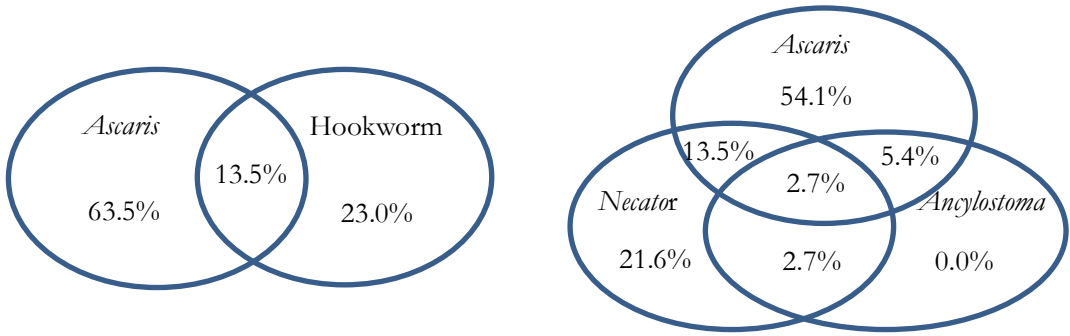 Ascaris
Hookworm
13.5%
63.5%
23.0%
Ascaris
54.1%
13.5%
5.4%
2.7%
Necator
Ancylostoma
21.6%
2.7%
0.0%